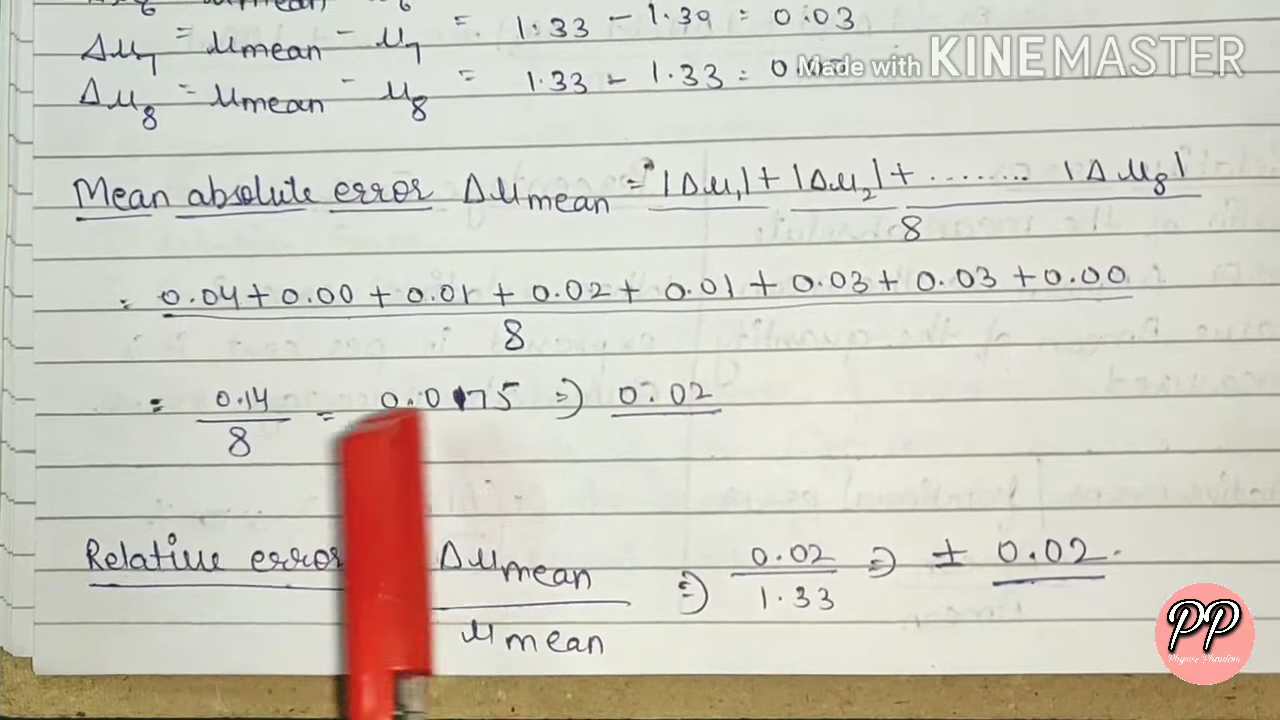 Δμ7 = μmean - μ7 = 1.33 - 1.39 = 0.03
Made with KINEMASTER
Δμ8 = μmean - μ8 = 1.33 - 1.33 = 0.00
Mean absolute error Δμmean = |Δμ1| + |Δμ2| + ........ |Δμ8|
8
= 0.04 + 0.00 + 0.01 + 0.02 + 0.01 + 0.03 + 0.03 + 0.00
8
= 0.14 = 0.0175 ⇒ 0.02
8
Relative error Δμmean ⇒ 0.02 ⇒ ± 0.02.
μmean 1.33
PP
Physics Phantom